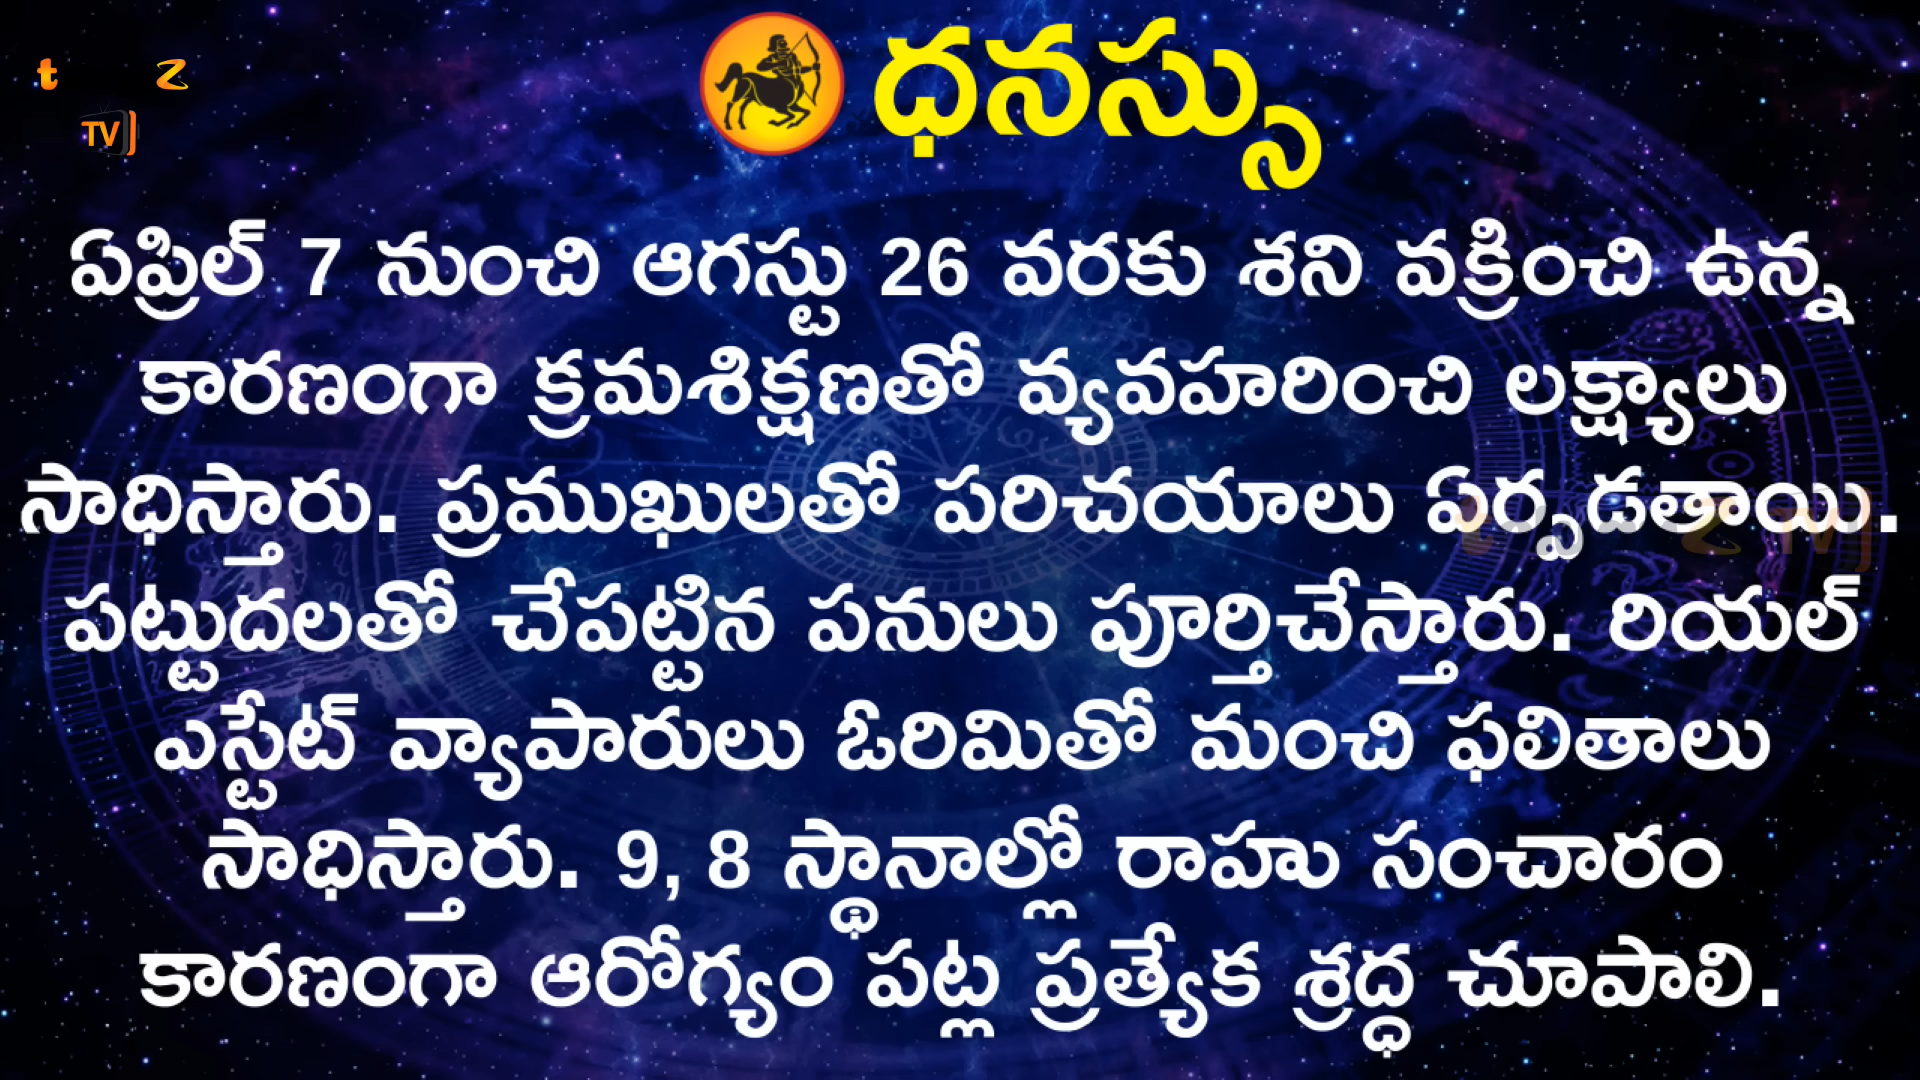 ధనస్సు
t z
TV
ఏప్రిల్ 7 నుంచి ఆగస్టు 26 వరకు శని వక్రించి ఉన్న
కారణంగా క్రమశిక్షణతో వ్యవహరించి లక్ష్యాలు
సాధిస్తారు. ప్రముఖులతో పరిచయాలు ఏర్పడతాయి.
పట్టుదలతో చేపట్టిన పనులు పూర్తిచేస్తారు. రియల్
ఎస్టేట్ వ్యాపారులు ఓరిమితో మంచి ఫలితాలు
సాధిస్తారు. 9, 8 స్థానాల్లో రాహు సంచారం
కారణంగా ఆరోగ్యం పట్ల ప్రత్యేక శ్రద్ధ చూపాలి.